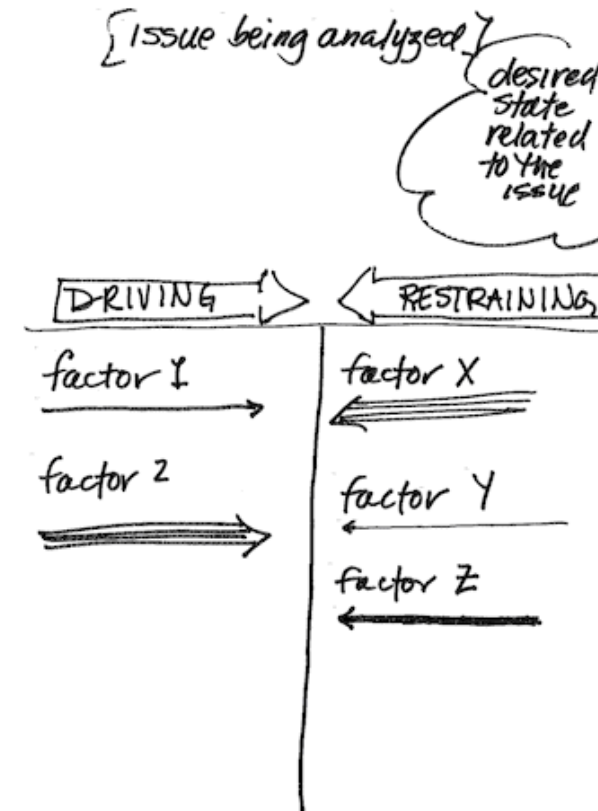 [issue being analyzed]
desired
state
related
to the
issue
DRIVING
RESTRAINING
factor 1
factor X
factor 2
factor Y
factor Z